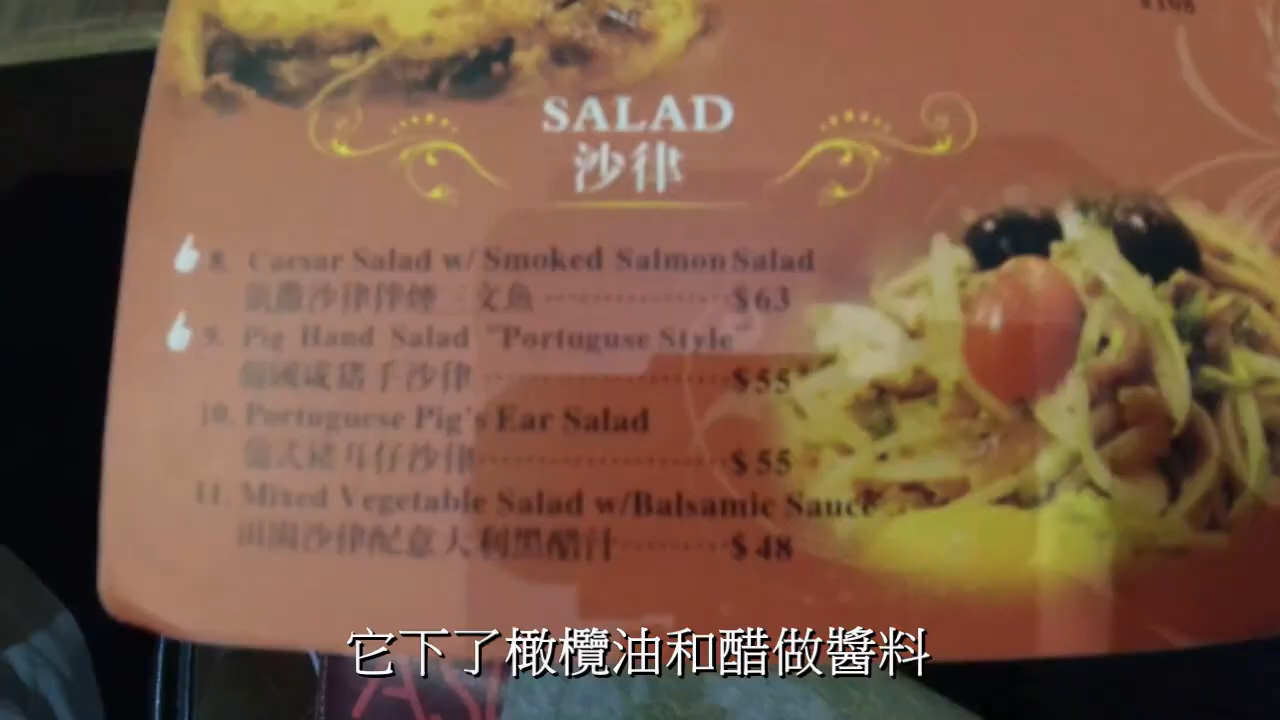 SALAD
沙律
8. Caesar Salad w/ Smoked Salmon Salad
凱撒沙律伴煙三文魚 $63
9. Pig Hand Salad "Portuguse Style"
德國咸豬手沙律 $55
10. Portuguese Pig's Ear Salad
葡式豬耳仔沙律 $55
11. Mixed Vegetable Salad w/Balsamic Sauce
田園沙律配意大利黑醋汁 $48
它下了橄欖油和醋做醬料